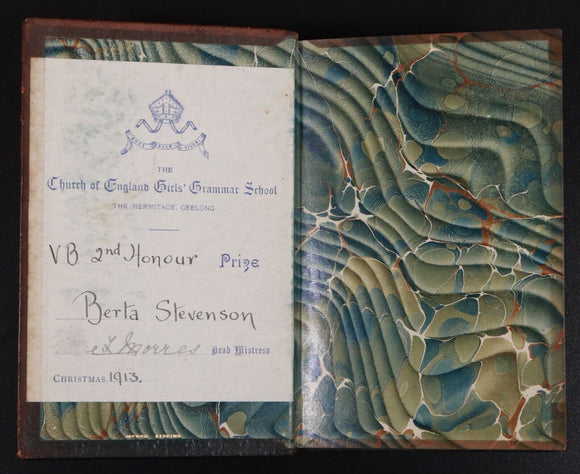 THE
Church of England Girls' Grammar School
THE HERMITAGE, GEELONG
VB 2nd Honour Prize
Berta Stevenson
Morres Head Mistress
CHRISTMAS 1913.